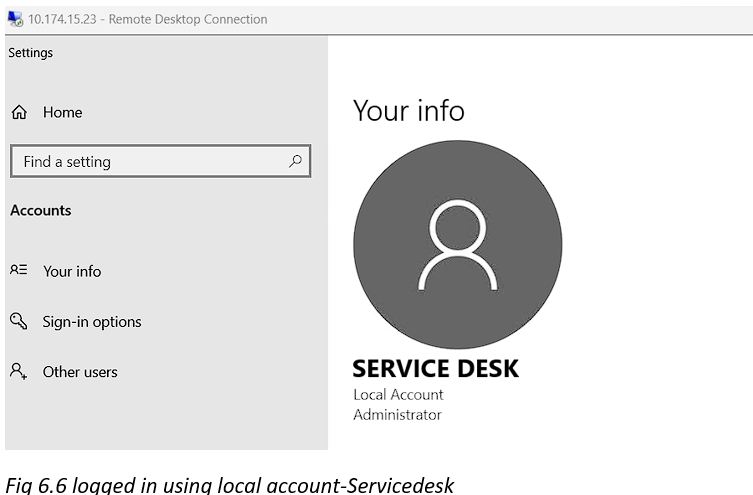 10.174.15.23 - Remote Desktop Connection
Settings
Home
Find a setting
Accounts
Your info
Sign-in options
Other users
Your info
SERVICE DESK
Local Account
Administrator
Fig 6.6 logged in using local account-Servicedesk